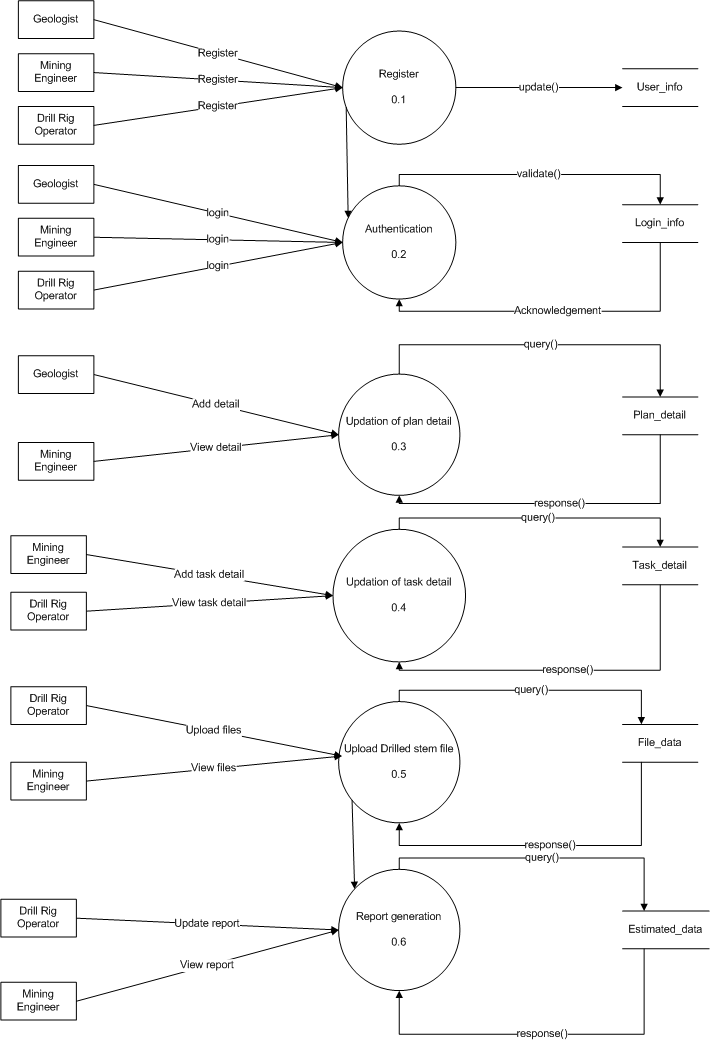 Geologist
Register
Mining
Engineer
Register
Drill Rig
Operator
Register
Register
0.1
update()
User_info
Geologist
login
Mining
Engineer
login
Drill Rig
Operator
login
Authentication
0.2
validate()
Login_info
Acknowledgement
Geologist
Add detail
Mining
Engineer
View detail
Updation of plan detail
0.3
query()
Plan_detail
response()
Mining
Engineer
Add task detail
Drill Rig
Operator
View task detail
Updation of task detail
0.4
query()
Task_detail
response()
Drill Rig
Operator
Upload files
Mining
Engineer
View files
Upload Drilled stem file
0.5
query()
File_data
response()
Drill Rig
Operator
Update report
Mining
Engineer
View report
Report generation
0.6
query()
Estimated_data
response()